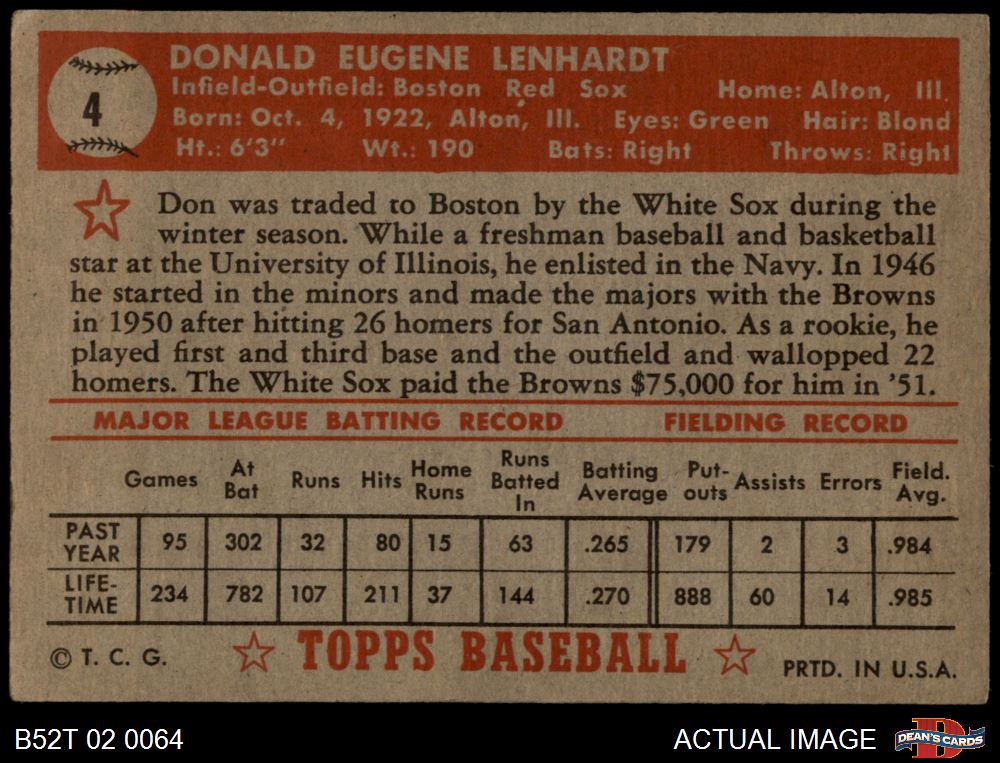 4
DONALD EUGENE LENHARDT
Infield-Outfield: Boston Red Sox Home: Alton, Ill.
Born: Oct. 4, 1922, Alton, Ill. Eyes: Green Hair: Blond
Ht.: 6'3" Wt.: 190 Bats: Right Throws: Right
Don was traded to Boston by the White Sox during the
winter season. While a freshman baseball and basketball
star at the University of Illinois, he enlisted in the Navy. In 1946
he started in the minors and made the majors with the Browns
in 1950 after hitting 26 homers for San Antonio. As a rookie, he
played first and third base and the outfield and wallopped 22
homers. The White Sox paid the Browns $75,000 for him in '51.
MAJOR LEAGUE BATTING RECORD FIELDING RECORD
Games At Bat Runs Hits Home Runs Runs Batted In Batting Average Put-outs Assists Errors Field. Avg.
PAST YEAR 95 302 32 80 15 63 .265 179 2 3 .984
LIFE-TIME 234 782 107 211 37 144 .270 888 60 14 .985
© T. C. G. TOPPS BASEBALL PRTD. IN U.S.A.
B52T 02 0064 ACTUAL IMAGE DEAN'S CARDS